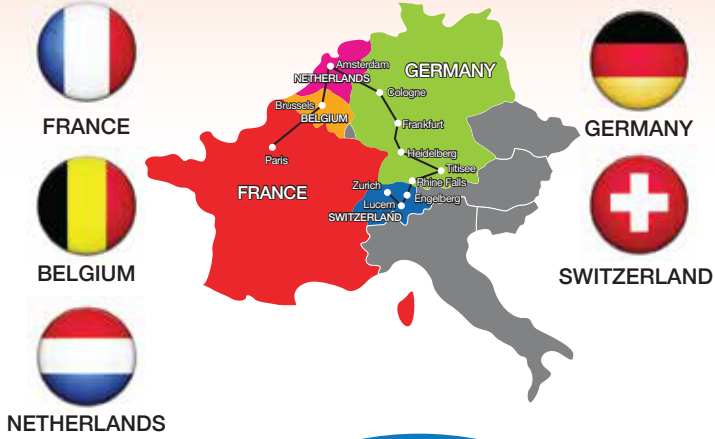 FRANCE
BELGIUM
NETHERLANDS
Amsterdam
NETHERLANDS
GERMANY
Cologne
Brussels
BELGIUM
Frankfurt
Paris
Heidelberg
Titisee
FRANCE
Zurich
Rhine Falls
Engelberg
Lucern
SWITZERLAND
GERMANY
SWITZERLAND